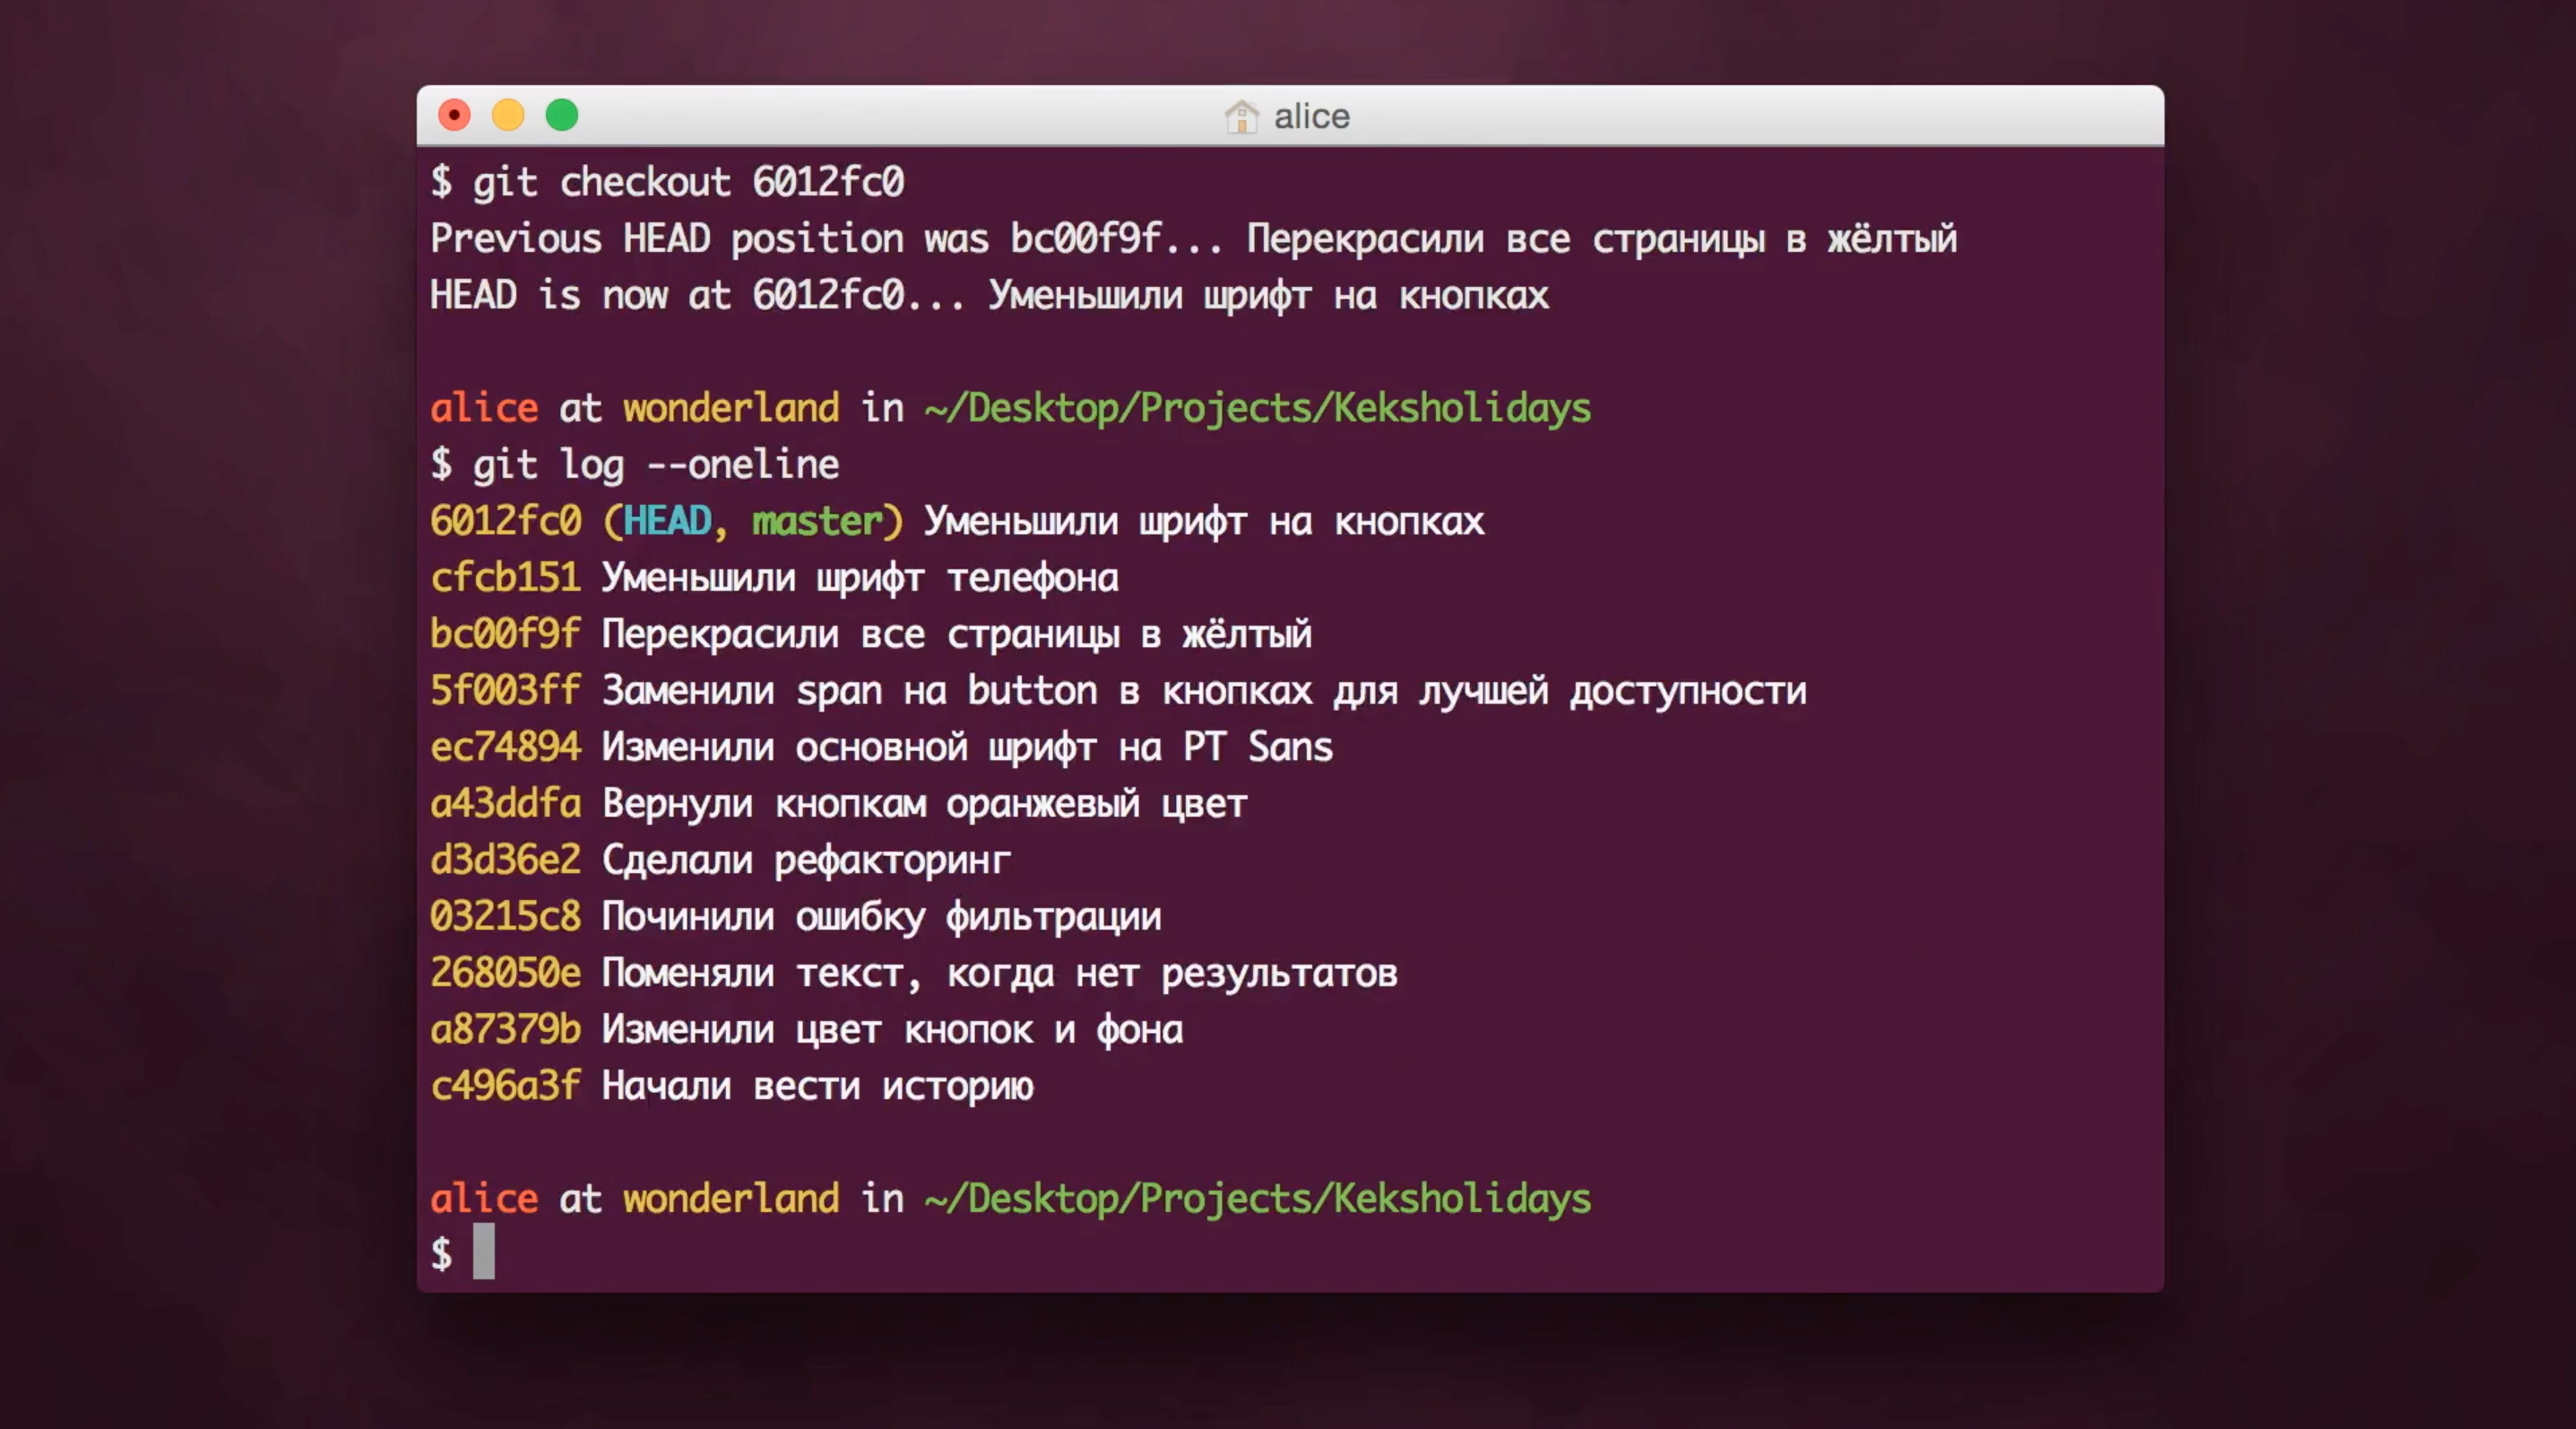 alice
$ git checkout 6012fc0
Previous HEAD position was bc00f9f... Перекрасили все страницы в жёлтый
HEAD is now at 6012fc0... Уменьшили шрифт на кнопках
alice at wonderland in ~/Desktop/Projects/Keksholidays
$ git log --oneline
6012fc0 (HEAD, master) Уменьшили шрифт на кнопках
cfcb151 Уменьшили шрифт телефона
bc00f9f Перекрасили все страницы в жёлтый
5f003ff Заменили span на button в кнопках для лучшей доступности
ec74894 Изменили основной шрифт на PT Sans
a43ddfa Вернули кнопкам оранжевый цвет
d3d36e2 Сделали рефакторинг
03215c8 Починили ошибку фильтрации
268050e Поменяли текст, когда нет результатов
a87379b Изменили цвет кнопок и фона
c496a3f Начали вести историю
alice at wonderland in ~/Desktop/Projects/Keksholidays
$